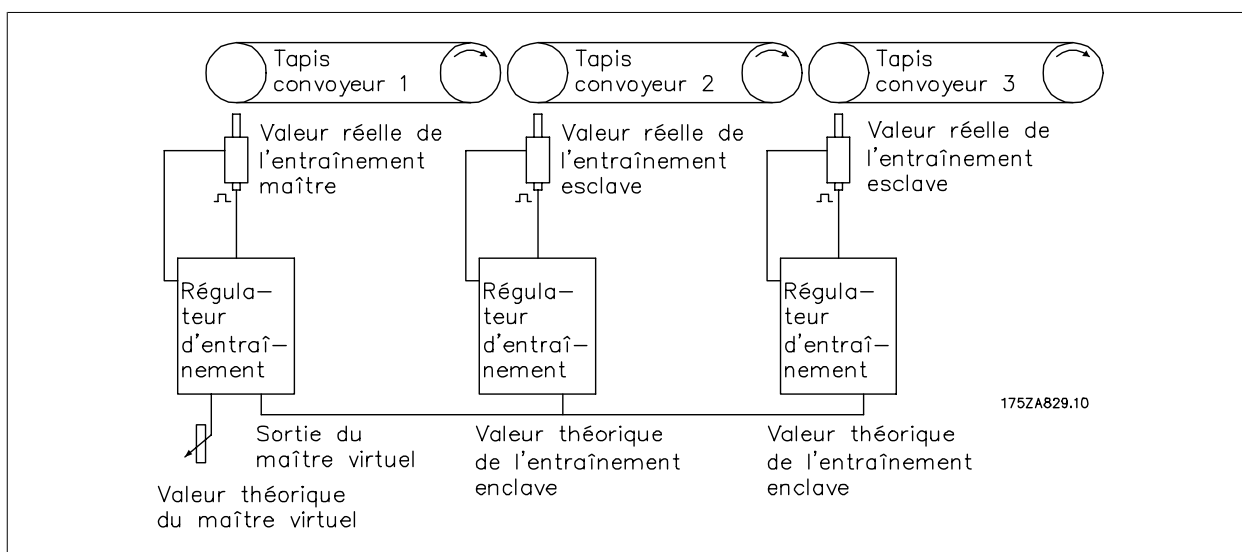 Tapis
convoyeur 1
Tapis
convoyeur 2
Tapis
convoyeur 3
Valeur réelle de
l'entraînement
maître
Valeur réelle de
l'entraînement
esclave
Valeur réelle de
l'entraînement
esclave
Régula–
teur
d'entraî–
nement
Régula–
teur
d'entraî–
nement
Régula–
teur
d'entraî–
nement
175ZA829.10
Sortie du
maître virtuel
Valeur théorique
de l'entraînement
enclave
Valeur théorique
de l'entraînement
enclave
Valeur théorique
du maître virtuel